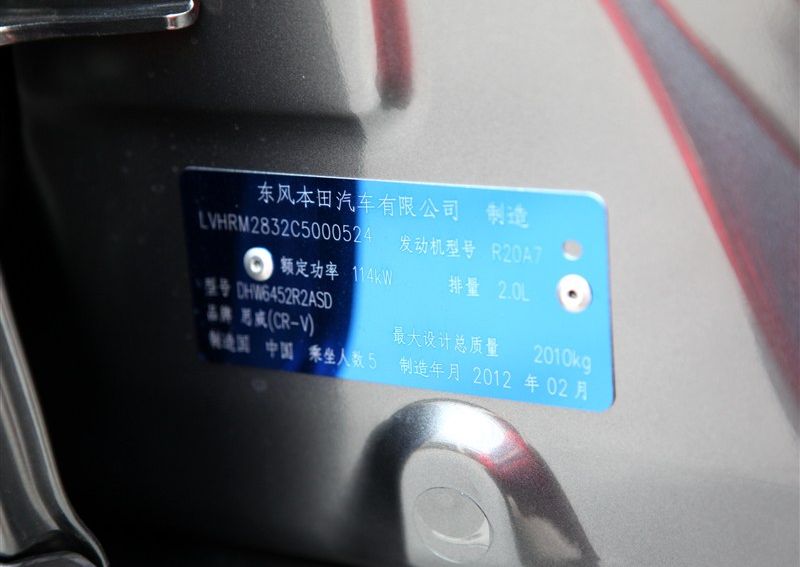 东风本田汽车有限公司 制造
LVHRM2832C5000524 发动机型号 R20A7
额定功率 114kW 排量 2.0L
型号 DHW6452R2ASD
品牌 思威(CR-V) 最大设计总质量 2010kg
制造国 中国 乘坐人数 5 制造年月 2012 年 02 月